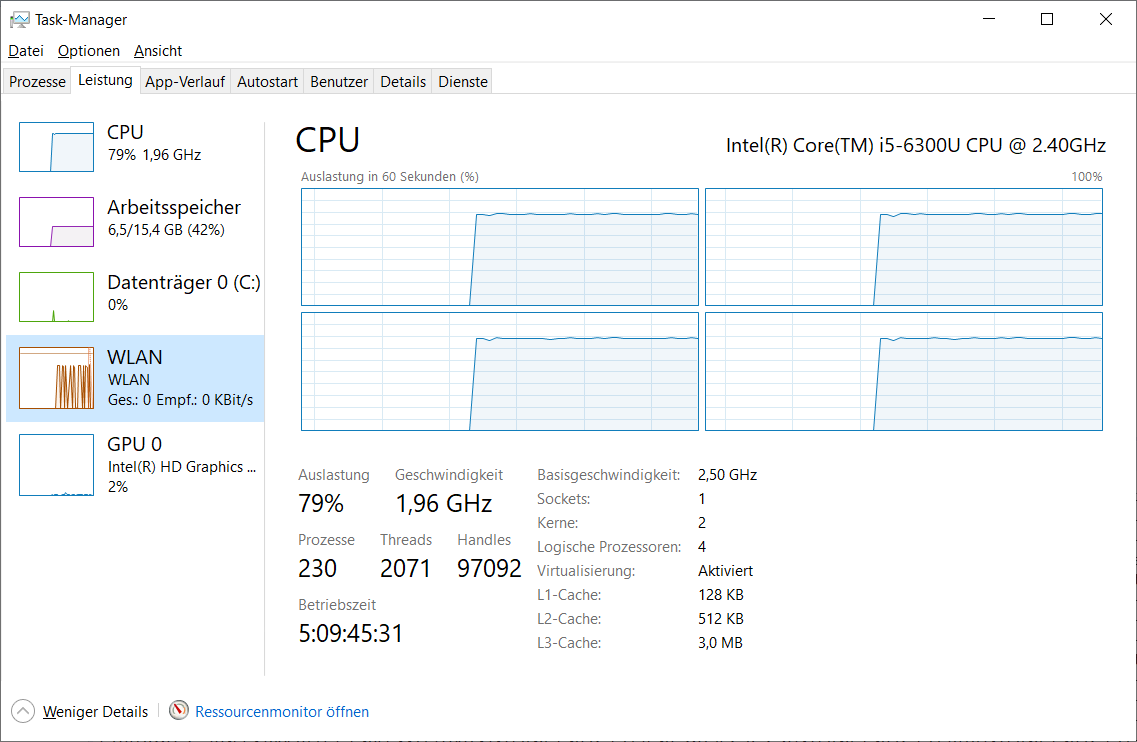 Task-Manager
Datei Optionen Ansicht
Prozesse Leistung App-Verlauf Autostart Benutzer Details Dienste
CPU
79% 1,96 GHz
Arbeitsspeicher
6,5/15,4 GB (42%)
Datenträger 0 (C:)
0%
WLAN
WLAN
Ges.: 0 Empf.: 0 KBit/s
GPU 0
Intel(R) HD Graphics ...
2%
CPU
Intel(R) Core(TM) i5-6300U CPU @ 2.40GHz
Auslastung in 60 Sekunden (%) 100%
Auslastung Geschwindigkeit
79% 1,96 GHz
Prozesse Threads Handles
230 2071 97092
Betriebszeit
5:09:45:31
Basisgeschwindigkeit: 2,50 GHz
Sockets: 1
Kerne: 2
Logische Prozessoren: 4
Virtualisierung: Aktiviert
L1-Cache: 128 KB
L2-Cache: 512 KB
L3-Cache: 3,0 MB
Weniger Details Ressourcenmonitor öffnen